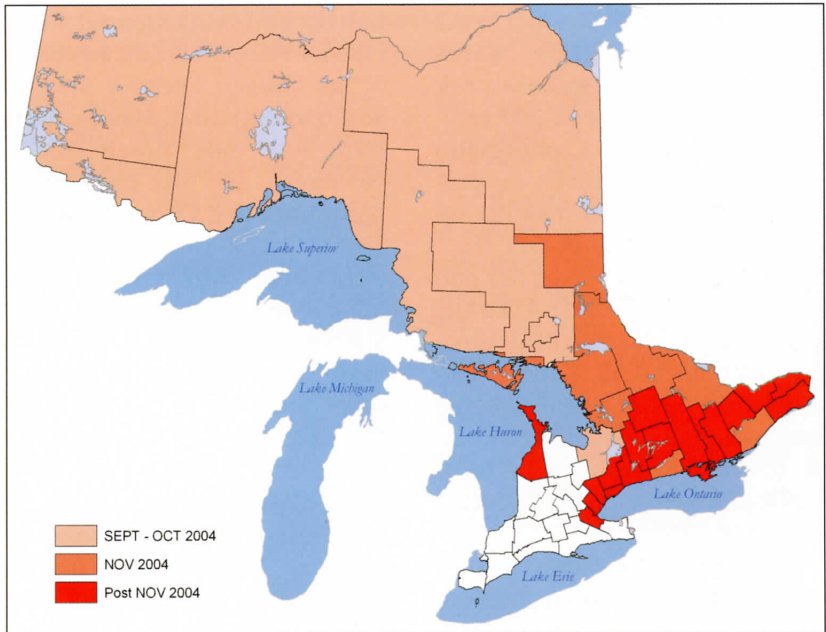 Lake Superior
Lake Michigan
Lake Huron
Lake Ontario
Lake Erie
SEPT - OCT 2004
NOV 2004
Post NOV 2004